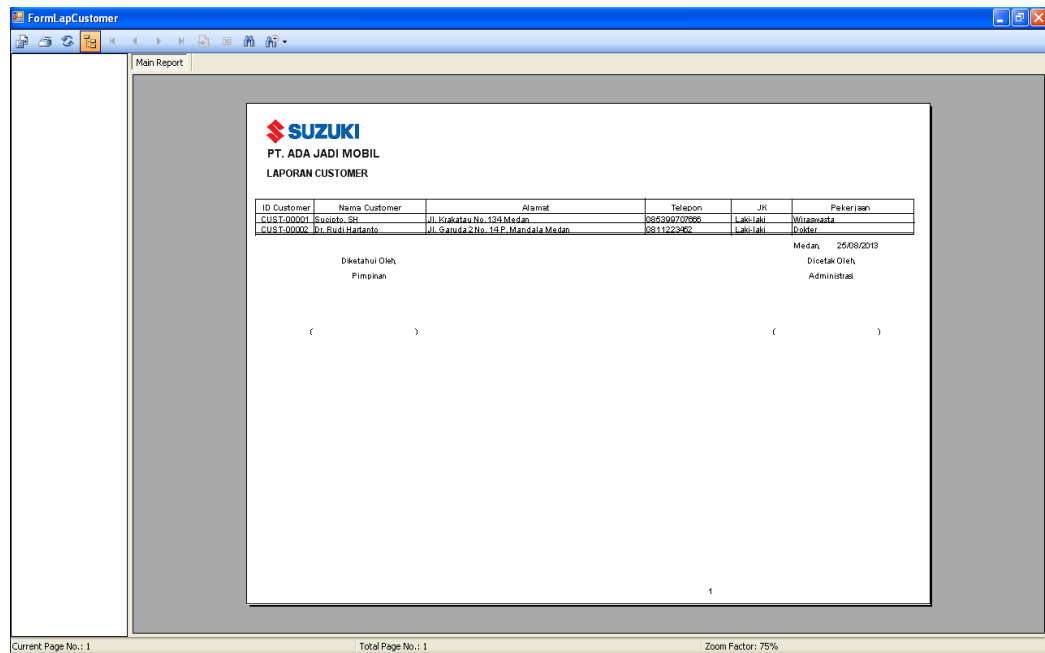 FormLapCustomer
Main Report
SUZUKI
PT. ADA JADI MOBIL
LAPORAN CUSTOMER
ID Customer Nama Customer Alamat Telepon JK Pekerjaan
CUST-00001 Sucipto. SH Jl. Krakatau No. 134 Medan 085399707666 Laki-laki Wiraswasta
CUST-00002 Dr. Rudi Hartanto Jl. Garuda 2 No. 14 P. Mandala Medan 0811223462 Laki-laki Dokter
Medan, 25/08/2013
Diketahui Oleh, Dicetak Oleh,
Pimpinan Administrasi
( ) ( )
1
Current Page No.: 1 Total Page No.: 1 Zoom Factor: 75%